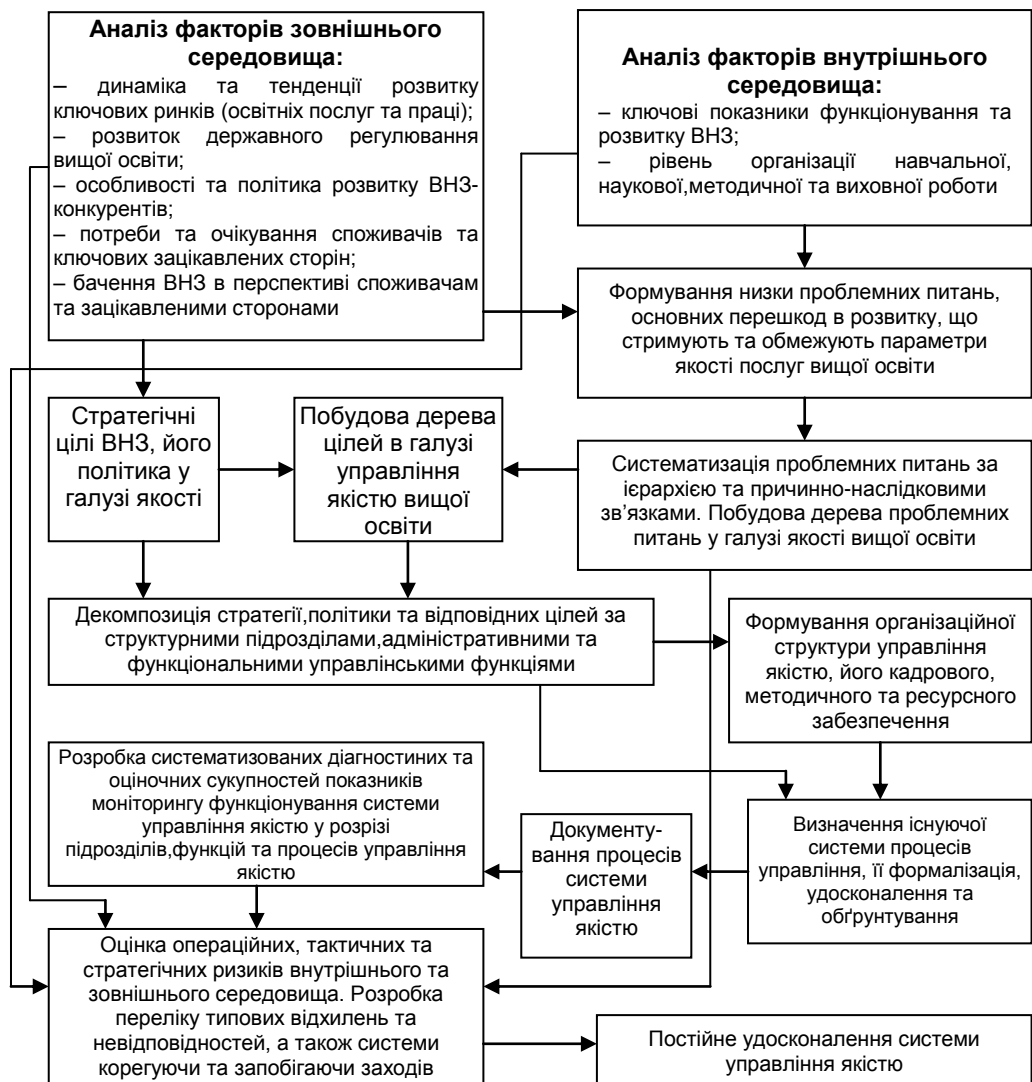 Аналіз факторів зовнішнього
середовища:
– динаміка та тенденції розвитку
ключових ринків (освітніх послуг та праці);
– розвиток державного регулювання
вищої освіти;
– особливості та політика розвитку ВНЗ-
конкурентів;
– потреби та очікування споживачів та
ключових зацікавлених сторін;
– бачення ВНЗ в перспективі споживачам
та зацікавленими сторонами
Аналіз факторів внутрішнього
середовища:
– ключові показники функціонування та
розвитку ВНЗ;
– рівень організації навчальної,
наукової,методичної та виховної роботи
Формування низки проблемних питань,
основних перешкод в розвитку, що
стримують та обмежують параметри
якості послуг вищої освіти
Стратегічні
цілі ВНЗ, його
політика у
галузі якості
Побудова дерева
цілей в галузі
управління
якістю вищої
освіти
Систематизація проблемних питань за
ієрархією та причинно-наслідковими
зв'язками. Побудова дерева проблемних
питань у галузі якості вищої освіти
Декомпозиція стратегії,політики та відповідних цілей за
структурними підрозділами,адміністративними та
функціональними управлінськими функціями
Формування організаційної
структури управління
якістю, його кадрового,
методичного та ресурсного
забезпечення
Розробка систематизованих діагностиних та
оціночних сукупностей показників
моніторингу функціонування системи
управління якістю у розрізі
підрозділів,функцій та процесів управління
якістю
Документу-
вання процесів
системи
управління
якістю
Визначення існуючої
системи процесів
управління, її формалізація,
удосконалення та
обґрунтування
Оцінка операційних, тактичних та
стратегічних ризиків внутрішнього та
зовнішнього середовища. Розробка
переліку типових відхилень та
невідповідностей, а також системи
корегуючи та запобігаючи заходів
Постійне удосконалення системи
управління якістю